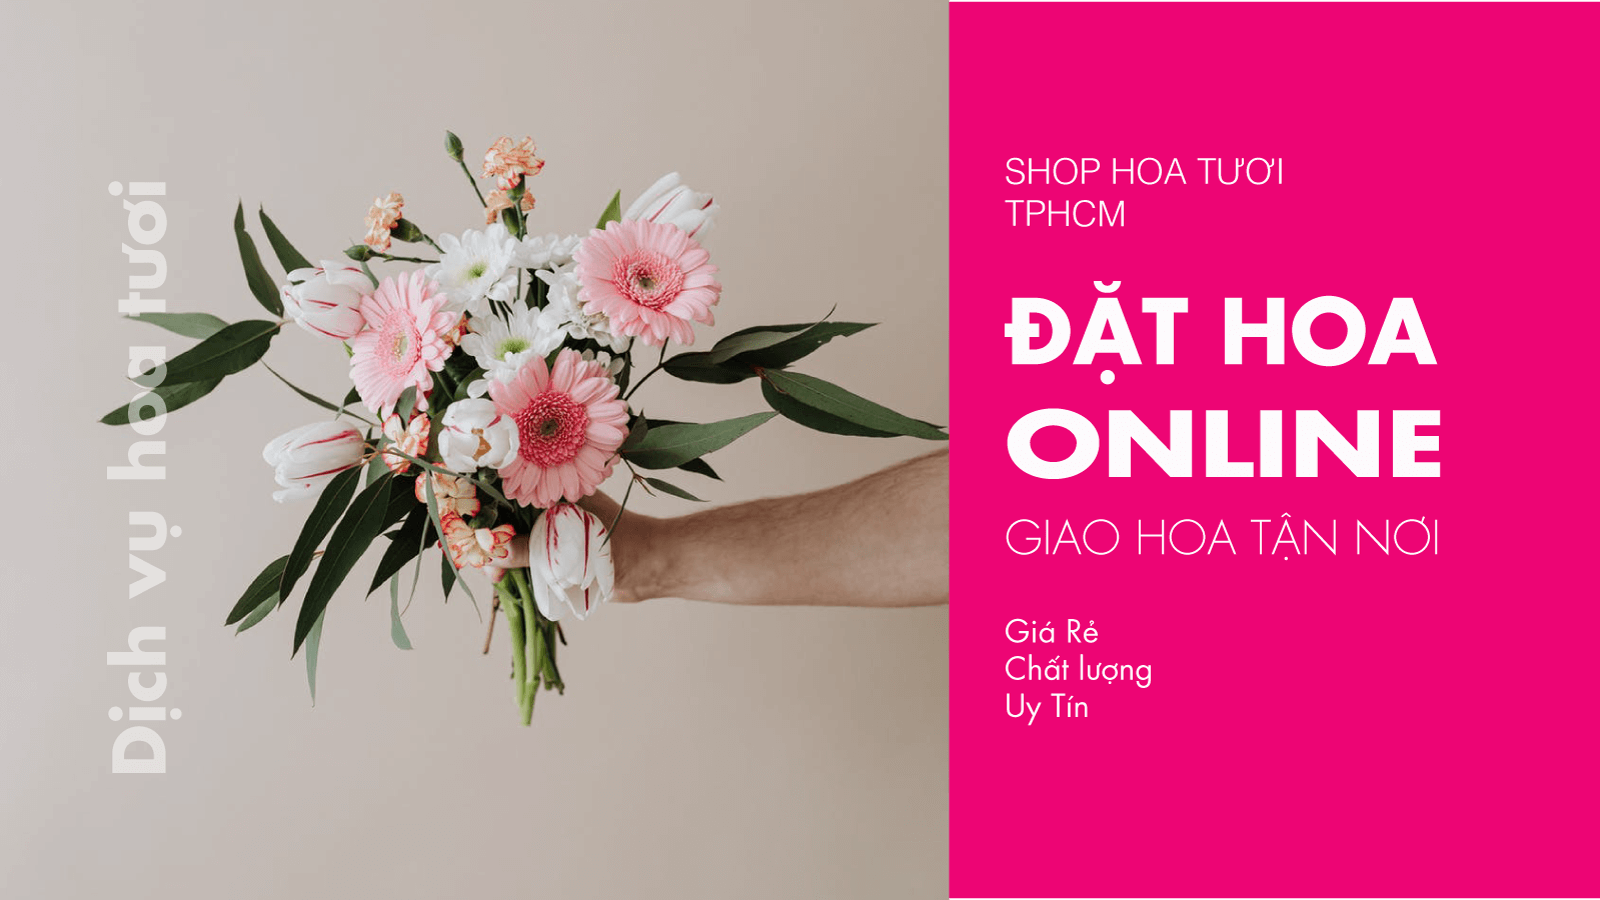 Dịch vụ hoa tươi
SHOP HOA TƯƠI
TPHCM
ĐẶT HOA
ONLINE
GIAO HOA TẬN NƠI
Giá Rẻ
Chất lượng
Uy Tín